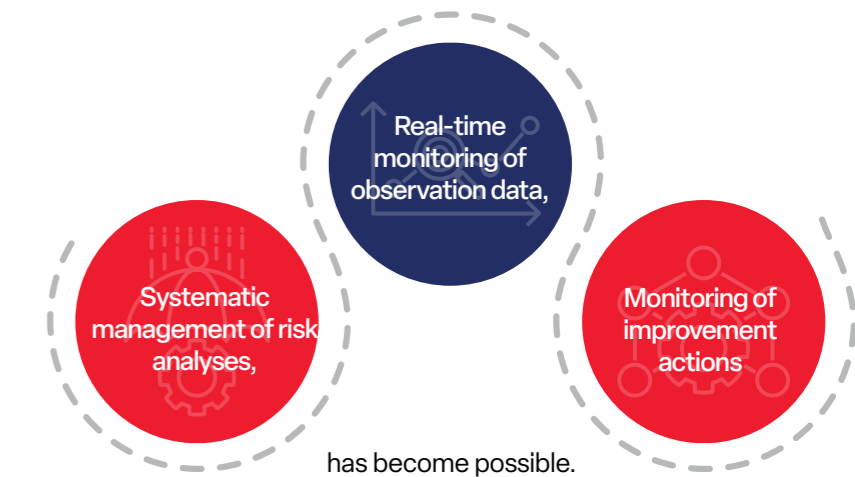 Systematic
management of risk
analyses,
Real-time
monitoring of
observation data,
Monitoring of
improvement
actions
has become possible.